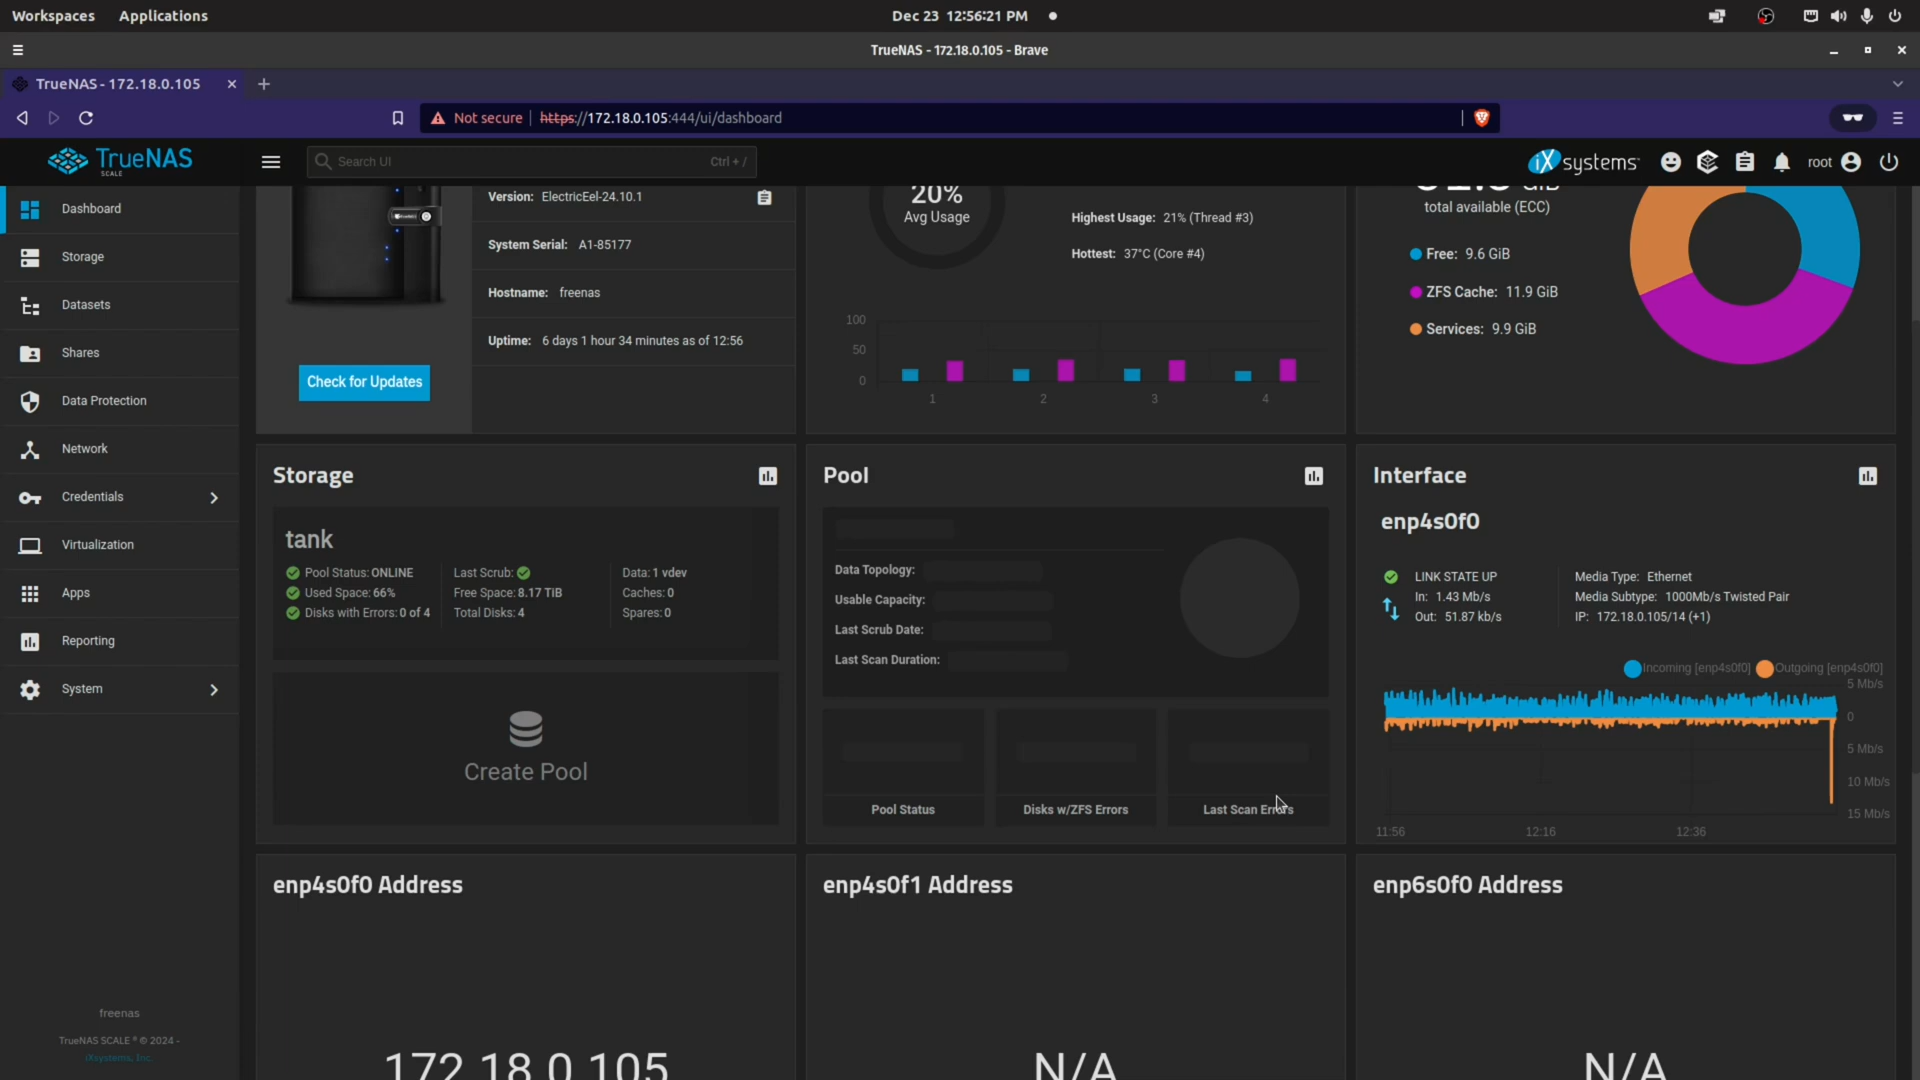 Workspaces Applications
Dec 23 12:56:21 PM
TrueNAS - 172.18.0.105 - Brave
TrueNAS - 172.18.0.105
Not secure https://172.18.0.105:444/ui/dashboard
TrueNAS
SCALE
Search UI Ctrl + /
iXsystems
root
Dashboard
Storage
Datasets
Shares
Data Protection
Network
Credentials
Virtualization
Apps
Reporting
System
freenas
TrueNAS SCALE ® © 2024 -
iXsystems, Inc
Version: ElectricEel-24.10.1
System Serial: A1-85177
Hostname: freenas
Uptime: 6 days 1 hour 34 minutes as of 12:56
Check for Updates
20%
Avg Usage
Highest Usage: 21% (Thread #3)
Hottest: 37°C (Core #4)
100
50
0
1 2 3 4
total available (ECC)
Free: 9.6 GiB
ZFS Cache: 11.9 GiB
Services: 9.9 GiB
Storage
tank
Pool Status: ONLINE
Used Space: 66%
Disks with Errors: 0 of 4
Last Scrub:
Free Space: 8.17 TiB
Total Disks: 4
Data: 1 vdev
Caches: 0
Spares: 0
Create Pool
Pool
Data Topology:
Usable Capacity:
Last Scrub Date:
Last Scan Duration:
Pool Status
Disks w/ZFS Errors
Last Scan Errors
Interface
enp4s0f0
LINK STATE UP
In: 1.43 Mb/s
Out: 51.87 kb/s
Media Type: Ethernet
Media Subtype: 1000Mb/s Twisted Pair
IP: 172.18.0.105/14 (+1)
Incoming [enp4s0f0] Outgoing [enp4s0f0]
5 Mb/s
0
5 Mb/s
10 Mb/s
15 Mb/s
11:56 12:16 12:36
enp4s0f0 Address
172.18.0.105
enp4s0f1 Address
N/A
enp6s0f0 Address
N/A